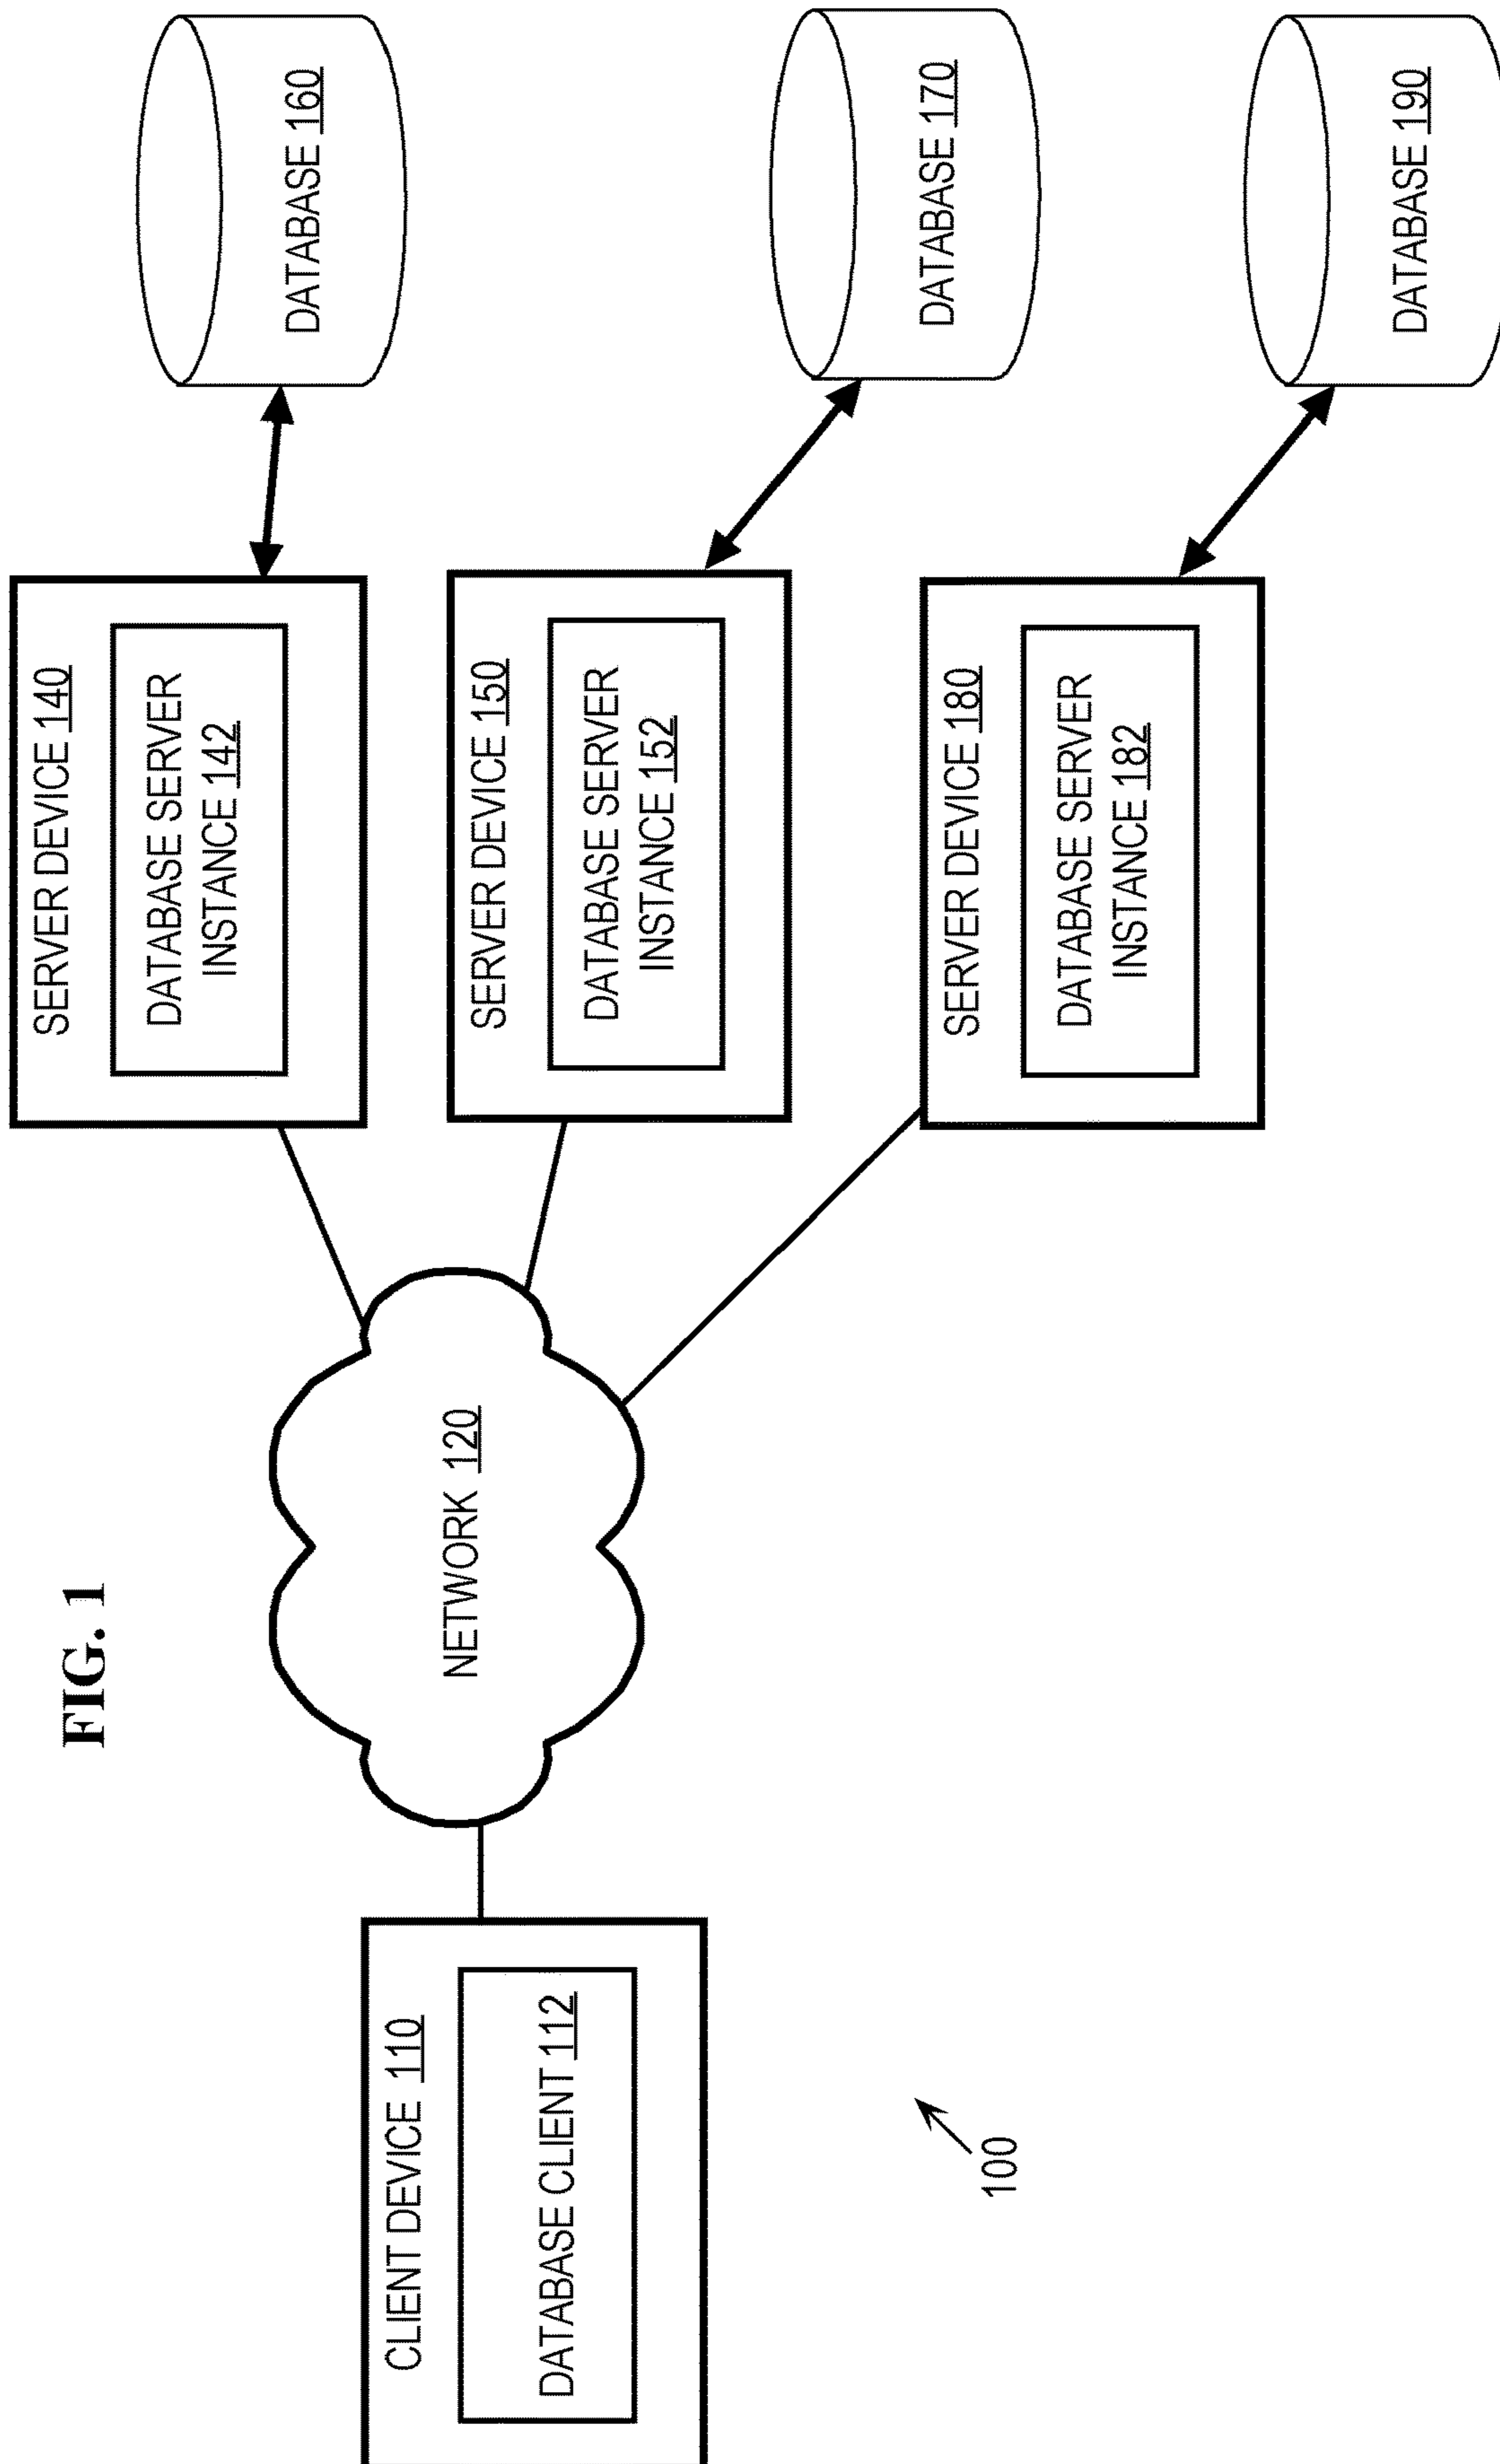 FIG. 1
CLIENT DEVICE 110
DATABASE CLIENT 112
NETWORK 120
SERVER DEVICE 140
DATABASE SERVER
INSTANCE 142
DATABASE 160
SERVER DEVICE 150
DATABASE SERVER
INSTANCE 152
DATABASE 170
SERVER DEVICE 180
DATABASE SERVER
INSTANCE 182
DATABASE 190
100